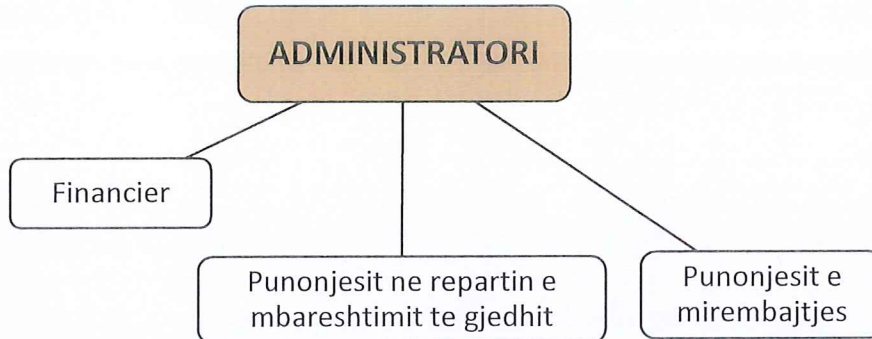 ADMINISTRATORI
Financier
Punonjesit ne repartin e
mbareshtimit te gjedhit
Punonjesit e
mirembajtjes